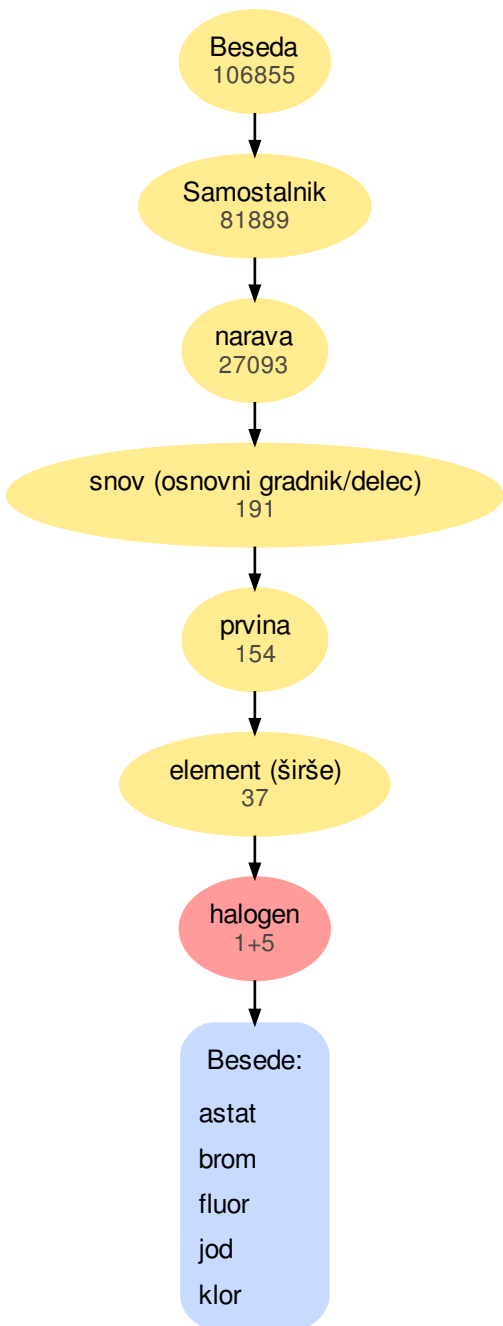 Beseda
106855
Samostalnik
81889
narava
27093
snov (osnovni gradnik/delec)
191
prvina
154
element (širše)
37
halogen
1+5
Besede:
astat
brom
fluor
jod
klor